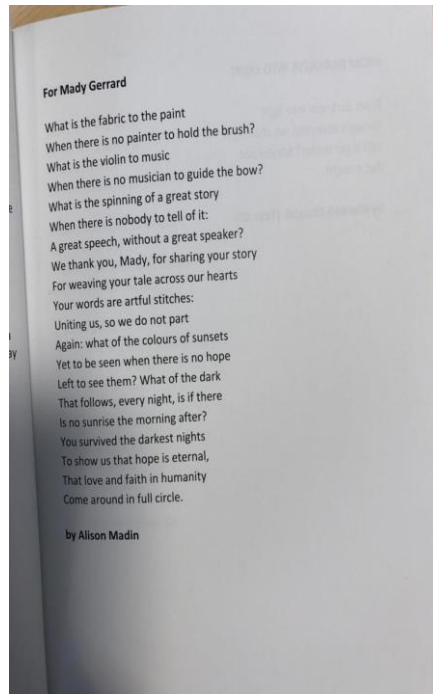 For Mady Gerrard
What is the fabric to the paint
When there is no painter to hold the brush?
What is the violin to music
When there is no musician to guide the bow?
What is the spinning of a great story
When there is nobody to tell of it:
A great speech, without a great speaker?
We thank you, Mady, for sharing your story
For weaving your tale across our hearts
Your words are artful stitches:
Uniting us, so we do not part
Again: what of the colours of sunsets
Yet to be seen when there is no hope
Left to see them? What of the dark
That follows, every night, is if there
Is no sunrise the morning after?
You survived the darkest nights
To show us that hope is eternal,
That love and faith in humanity
Come around in full circle.
by Alison Madin